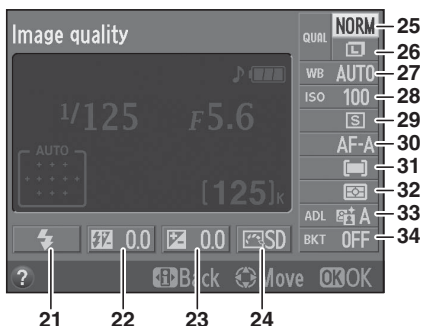 Image quality
QUAL NORM 25
L 26
WB AUTO 27
ISO 100 28
1/125 F5.6
S 29
AUTO
AF-A 30
[125]K
31
32
ADL A 33
0.0 0.0 SD
BKT OFF 34
? Back Move OK OK
21 22 23 24